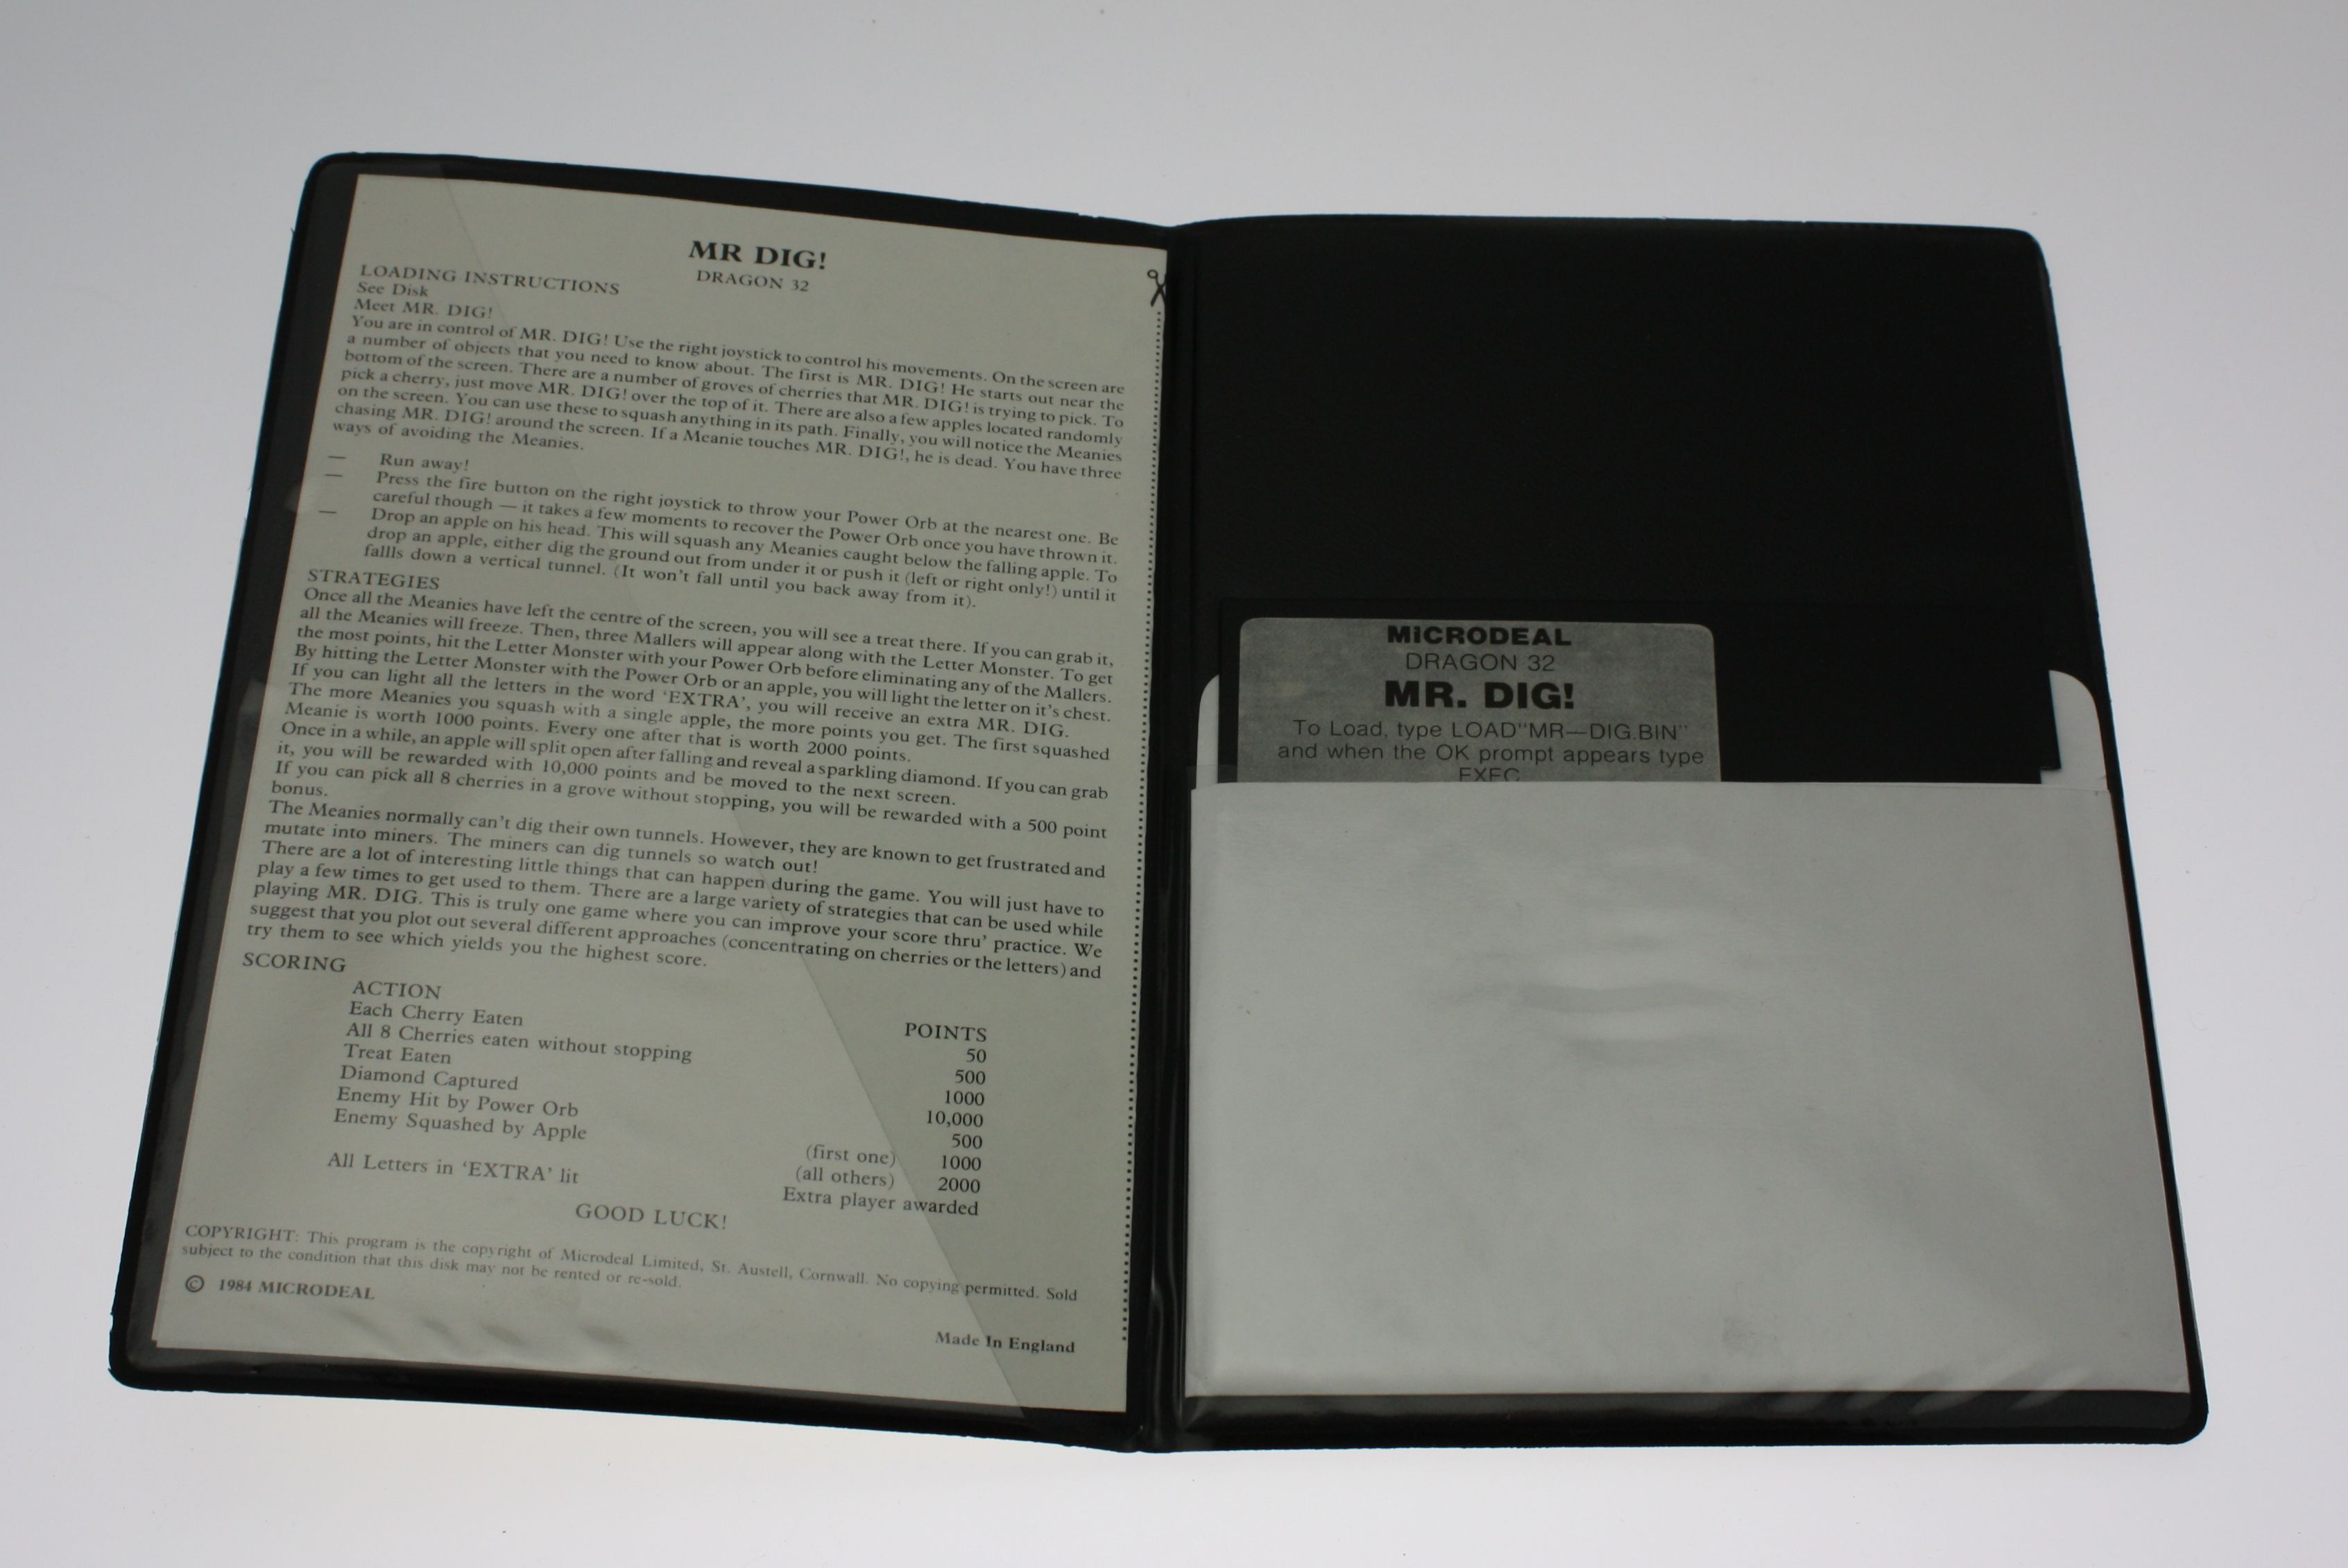 MR DIG!
DRAGON 32
LOADING INSTRUCTIONS
See Disk
Meet MR. DIG!
You are in control of MR. DIG! Use the right joystick to control his movements. On the screen are
a number of objects that you need to know about. The first is MR. DIG! He starts out near the
bottom of the screen. There are a number of groves of cherries that MR. DIG! is trying to pick. To
pick a cherry, just move MR. DIG! over the top of it. There are also a few apples located randomly
on the screen. You can use these to squash anything in its path. Finally, you will notice the Meanies
chasing MR. DIG! around the screen. If a Meanie touches MR. DIG!, he is dead. You have three
ways of avoiding the Meanies.
— Run away!
— Press the fire button on the right joystick to throw your Power Orb at the nearest one. Be
careful though — it takes a few moments to recover the Power Orb once you have thrown it.
— Drop an apple on his head. This will squash any Meanies caught below the falling apple. To
drop an apple, either dig the ground out from under it or push it (left or right only!) until it
fallls down a vertical tunnel. (It won't fall until you back away from it).
STRATEGIES
Once all the Meanies have left the centre of the screen, you will see a treat there. If you can grab it,
all the Meanies will freeze. Then, three Mallers will appear along with the Letter Monster. To get
the most points, hit the Letter Monster with your Power Orb before eliminating any of the Mallers.
By hitting the Letter Monster with the Power Orb or an apple, you will light the letter on it's chest.
If you can light all the letters in the word 'EXTRA', you will receive an extra MR. DIG.
The more Meanies you squash with a single apple, the more points you get. The first squashed
Meanie is worth 1000 points. Every one after that is worth 2000 points.
Once in a while, an apple will split open after falling and reveal a sparkling diamond. If you can grab
it, you will be rewarded with 10,000 points and be moved to the next screen.
If you can pick all 8 cherries in a grove without stopping, you will be rewarded with a 500 point
bonus.
The Meanies normally can't dig their own tunnels. However, they are known to get frustrated and
mutate into miners. The miners can dig tunnels so watch out!
There are a lot of interesting little things that can happen during the game. You will just have to
play a few times to get used to them. There are a large variety of strategies that can be used while
playing MR. DIG. This is truly one game where you can improve your score thru' practice. We
suggest that you plot out several different approaches (concentrating on cherries or the letters) and
try them to see which yields you the highest score.
SCORING
ACTION POINTS
Each Cherry Eaten 50
All 8 Cherries eaten without stopping 500
Treat Eaten 1000
Diamond Captured 10,000
Enemy Hit by Power Orb 500
Enemy Squashed by Apple (first one) 1000
(all others) 2000
All Letters in 'EXTRA' lit Extra player awarded
GOOD LUCK!
COPYRIGHT: This program is the copyright of Microdeal Limited, St. Austell, Cornwall. No copying permitted. Sold
subject to the condition that this disk may not be rented or re-sold.
© 1984 MICRODEAL
Made In England
MiCRODEAL
DRAGON 32
MR. DIG!
To Load, type LOAD"MR—DIG.BIN"
and when the OK prompt appears type
EXEC